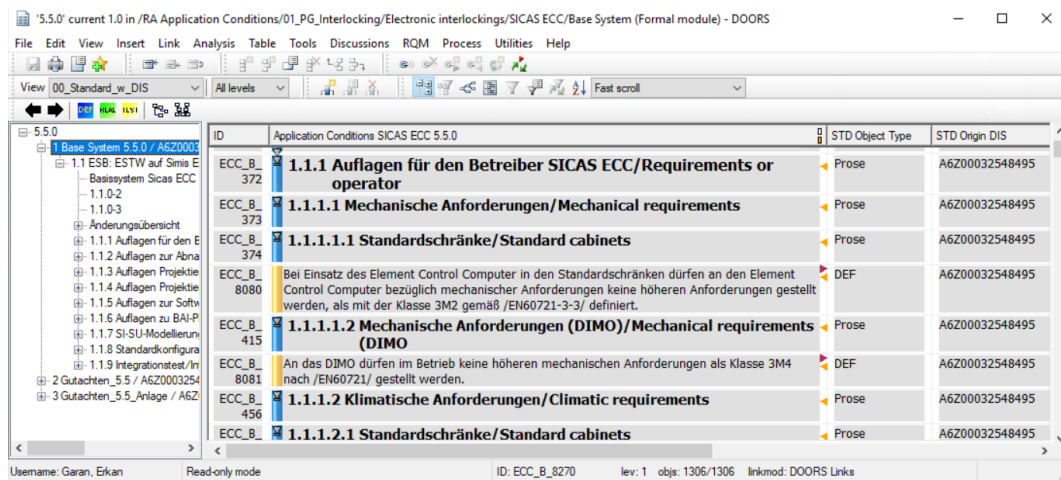 '5.5.0' current 1.0 in /RA Application Conditions/01_PG_Interlocking/Electronic interlockings/SICAS ECC/Base System (Formal module) - DOORS
File Edit View Insert Link Analysis Table Tools Discussions RQM Process Utilities Help
View 00_Standard_w_DIS All levels Fast scroll
DEF
5.5.0
1 Base System 5.5.0 / A6Z0003
1.1 ESB: ESTW auf Simis E
Basissystem Sicas ECC
1.1.0-2
1.1.0-3
Änderungsübersicht
1.1.1 Auflagen für den E
1.1.2 Auflagen zur Abna
1.1.3 Auflagen Projektie
1.1.4 Auflagen Projektie
1.1.5 Auflagen zur Softw
1.1.6 Auflagen zu BAI-P
1.1.7 SI-SU-Modellierun
1.1.8 Standardkonfigura
1.1.9 Integrationstest/In
2 Gutachten_5.5 / A6Z0003254
3 Gutachten_5.5_Anlage / A6Z
ID Application Conditions SICAS ECC 5.5.0 STD Object Type STD Origin DIS
ECC_B_ 1.1.1 Auflagen für den Betreiber SICAS ECC/Requirements or Prose A6Z00032548495
372 operator
ECC_B_ 1.1.1.1 Mechanische Anforderungen/Mechanical requirements Prose A6Z00032548495
373
ECC_B_ 1.1.1.1.1 Standardschränke/Standard cabinets Prose A6Z00032548495
374
ECC_B_ Bei Einsatz des Element Control Computer in den Standardschränken dürfen an den Element DEF A6Z00032548495
8080 Control Computer bezüglich mechanischer Anforderungen keine höheren Anforderungen gestellt
werden, als mit der Klasse 3M2 gemäß /EN60721-3-3/ definiert.
ECC_B_ 1.1.1.1.2 Mechanische Anforderungen (DIMO)/Mechanical requirements Prose A6Z00032548495
415 (DIMO
ECC_B_ An das DIMO dürfen im Betrieb keine höheren mechanischen Anforderungen als Klasse 3M4 DEF A6Z00032548495
8081 nach /EN60721/ gestellt werden.
ECC_B_ 1.1.1.2 Klimatische Anforderungen/Climatic requirements Prose A6Z00032548495
456
ECC_B_ 1.1.1.2.1 Standardschränke/Standard cabinets Prose A6Z00032548495
Username: Garan, Erkan Read-only mode ID: ECC_B_8270 lev: 1 objs: 1306/1306 linkmod: DOORS Links